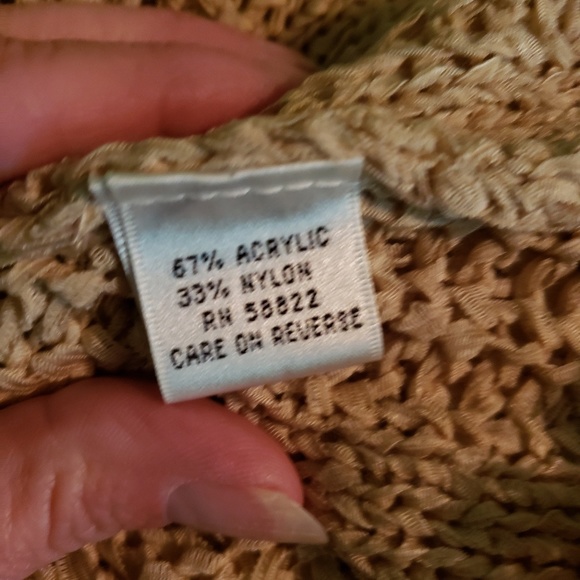 67% ACRYLIC
33% NYLON
RN 58822
CARE ON REVERSE